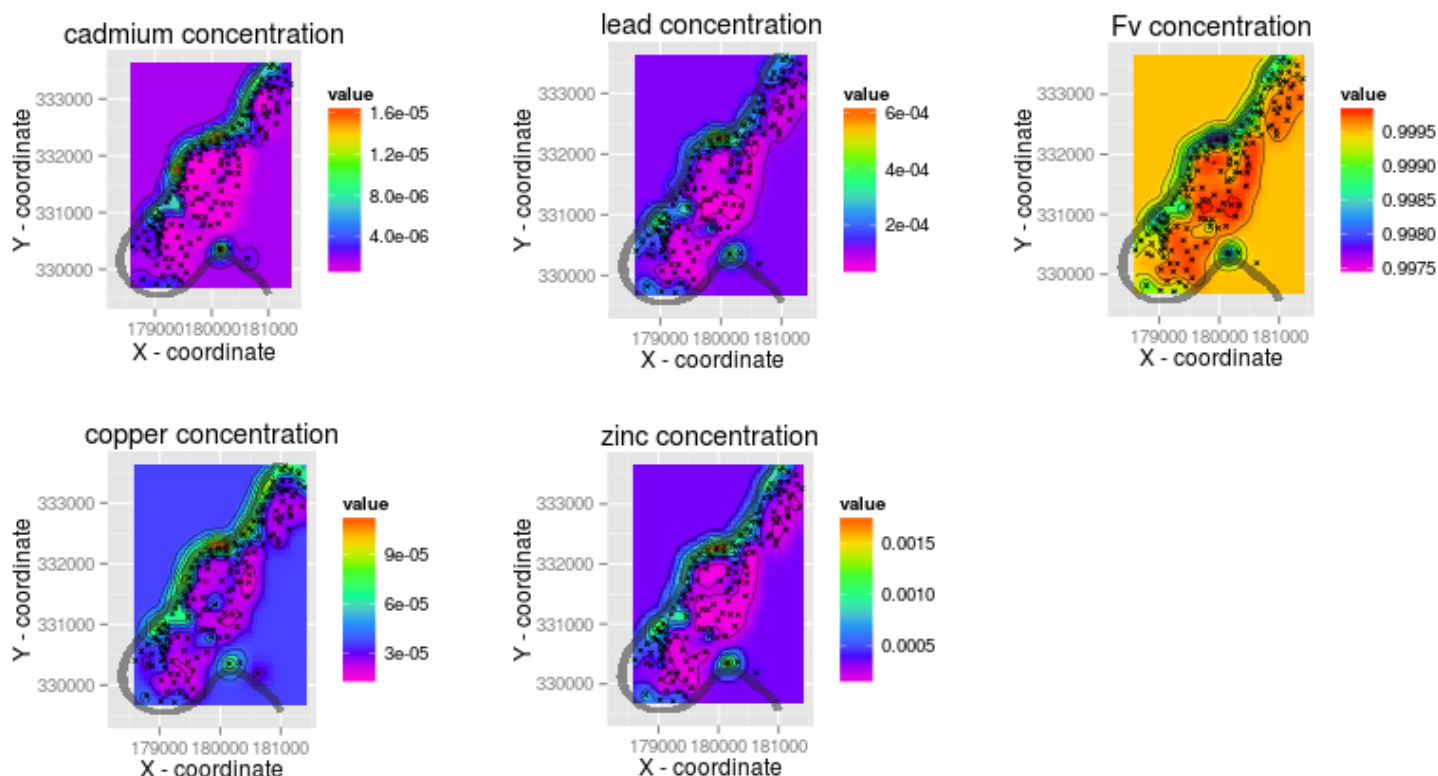 cadmium concentration
Y - coordinate
333000
332000
331000
330000
179000 180000 181000
X - coordinate
value
1.6e-05
1.2e-05
8.0e-06
4.0e-06
lead concentration
Y - coordinate
333000
332000
331000
330000
179000 180000 181000
X - coordinate
value
6e-04
4e-04
2e-04
Fv concentration
Y - coordinate
333000
332000
331000
330000
179000 180000 181000
X - coordinate
value
0.9995
0.9990
0.9985
0.9980
0.9975
copper concentration
Y - coordinate
333000
332000
331000
330000
179000 180000 181000
X - coordinate
value
9e-05
6e-05
3e-05
zinc concentration
Y - coordinate
333000
332000
331000
330000
179000 180000 181000
X - coordinate
value
0.0015
0.0010
0.0005